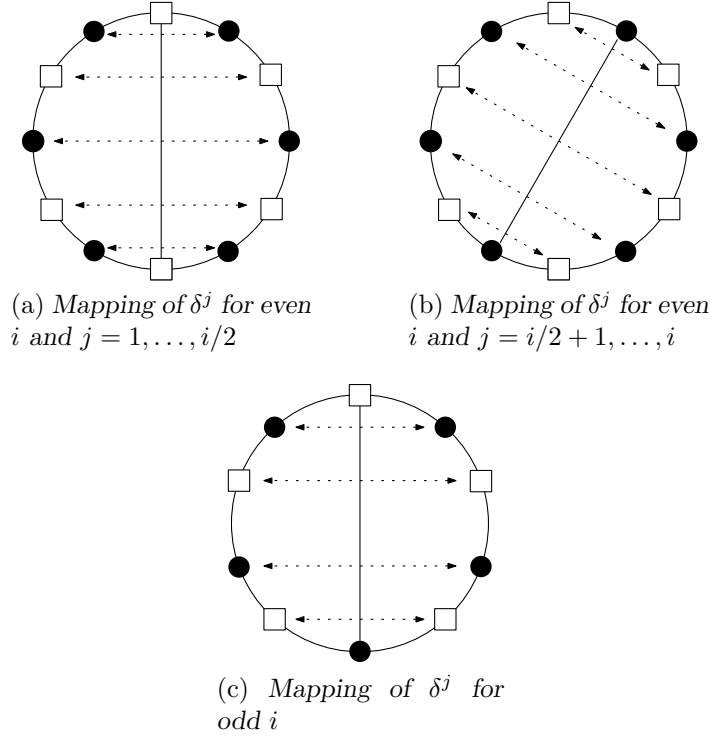 (a) Mapping of δ^j for even
i and j = 1, . . . , i/2
(b) Mapping of δ^j for even
i and j = i/2 + 1, . . . , i
(c) Mapping of δ^j for
odd i